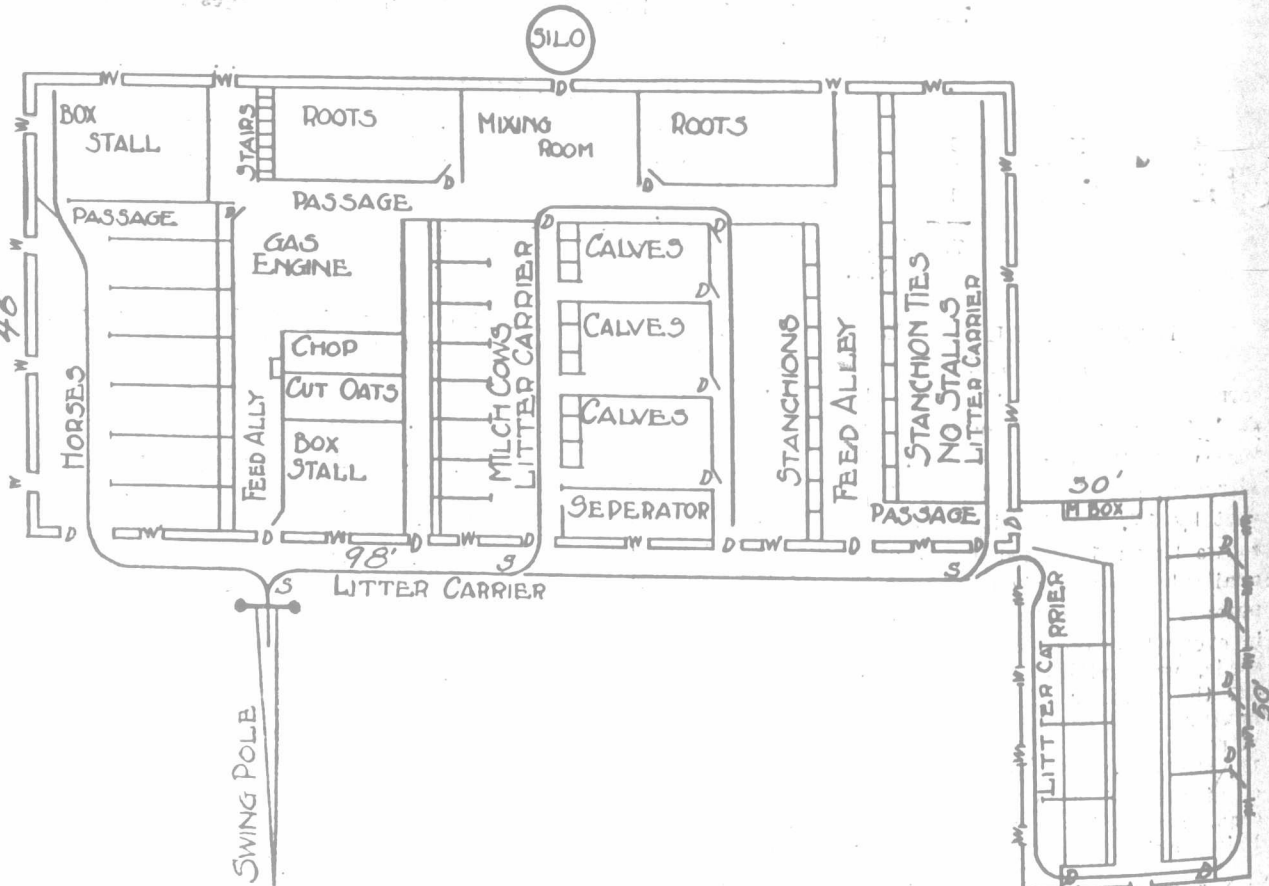 SILO
W W D W W
BOX
STALL
STAIRS
ROOTS
MIXING
ROOM
ROOTS
W
W
D
D
PASSAGE
PASSAGE
D
GAS
ENGINE
W
W
48
W
W
HORSES
FEED ALLY
CHOP
CUT OATS
BOX
STALL
MILCH COWS
LITTER CARRIER
D
D
CALVES
D
CALVES
D
CALVES
D
SEPERATOR
STANCHIONS
FEED ALLEY
STANCHION TIES
NO STALLS
LITTER CARRIER
PASSAGE
W
W
W
W
D
D W D W D W D W D D W D
98'
S
S
S
LITTER CARRIER
SWING POLE
30'
M BOX
LITTER CARRIER
W
W
W
W
D
D
D
D
W
W
W
W
W
50'
D
D